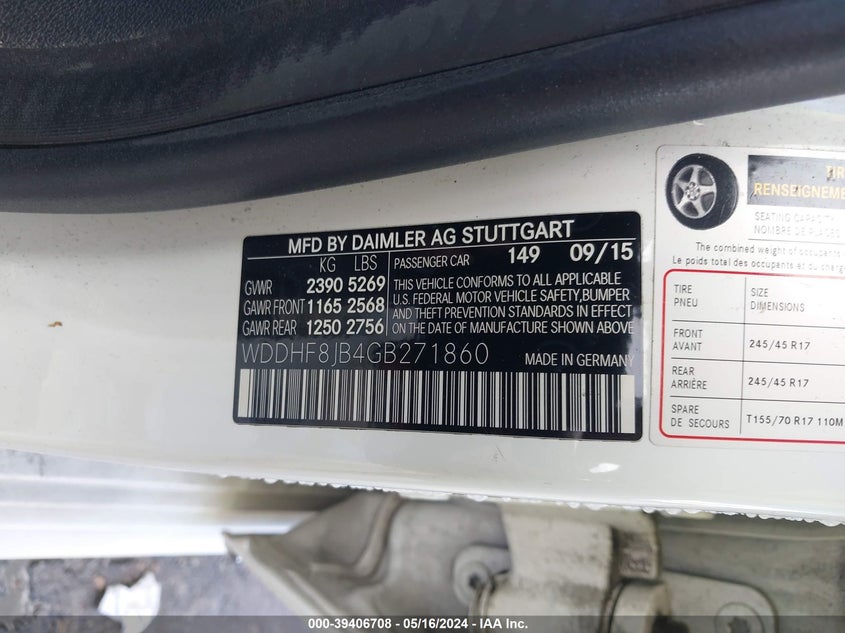 MFD BY DAIMLER AG STUTTGART
KG LBS
GVWR 2390 5269
GAWR FRONT 1165 2568
GAWR REAR 1250 2756
PASSENGER CAR 149 09/15
THIS VEHICLE CONFORMS TO ALL APPLICABLE
U.S. FEDERAL MOTOR VEHICLE SAFETY, BUMPER
AND THEFT PREVENTION STANDARDS IN EFFECT
ON THE DATE OF MANUFACTURE SHOWN ABOVE
WDDHF8JB4GB271860 MADE IN GERMANY
SEATING CAPACITY
NOMBRE DE PLACES
The combined weight of occupants
Le poids total des occupants et du
TIRE SIZE
PNEU DIMENSIONS
FRONT
AVANT 245/45 R17
REAR
ARRIÈRE 245/45 R17
SPARE
DE SECOURS T155/70 R17 110M
000-39406708 - 05/16/2024 - IAA Inc.